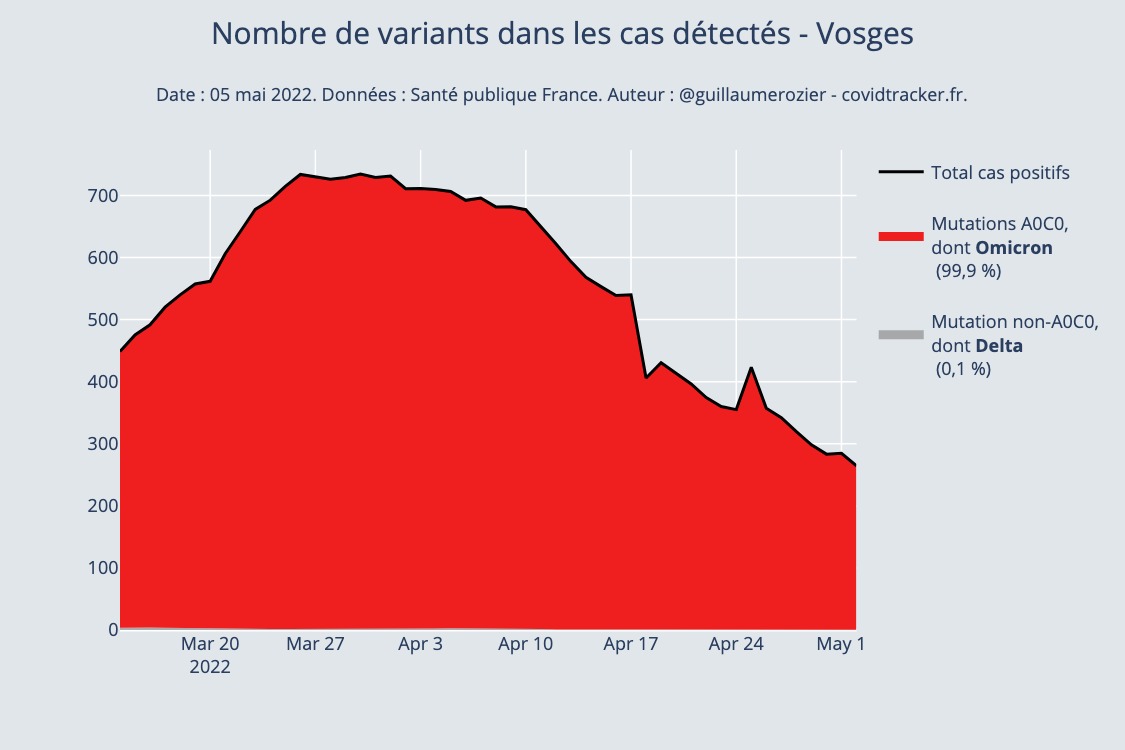 Nombre de variants dans les cas détectés - Vosges
Date : 05 mai 2022. Données : Santé publique France. Auteur : @guillaumerozier - covidtracker.fr.
Total cas positifs
Mutations A0C0,
dont Omicron
(99,9 %)
Mutation non-A0C0,
dont Delta
(0,1 %)
700
600
500
400
300
200
100
0
Mar 20
2022
Mar 27
Apr 3
Apr 10
Apr 17
Apr 24
May 1